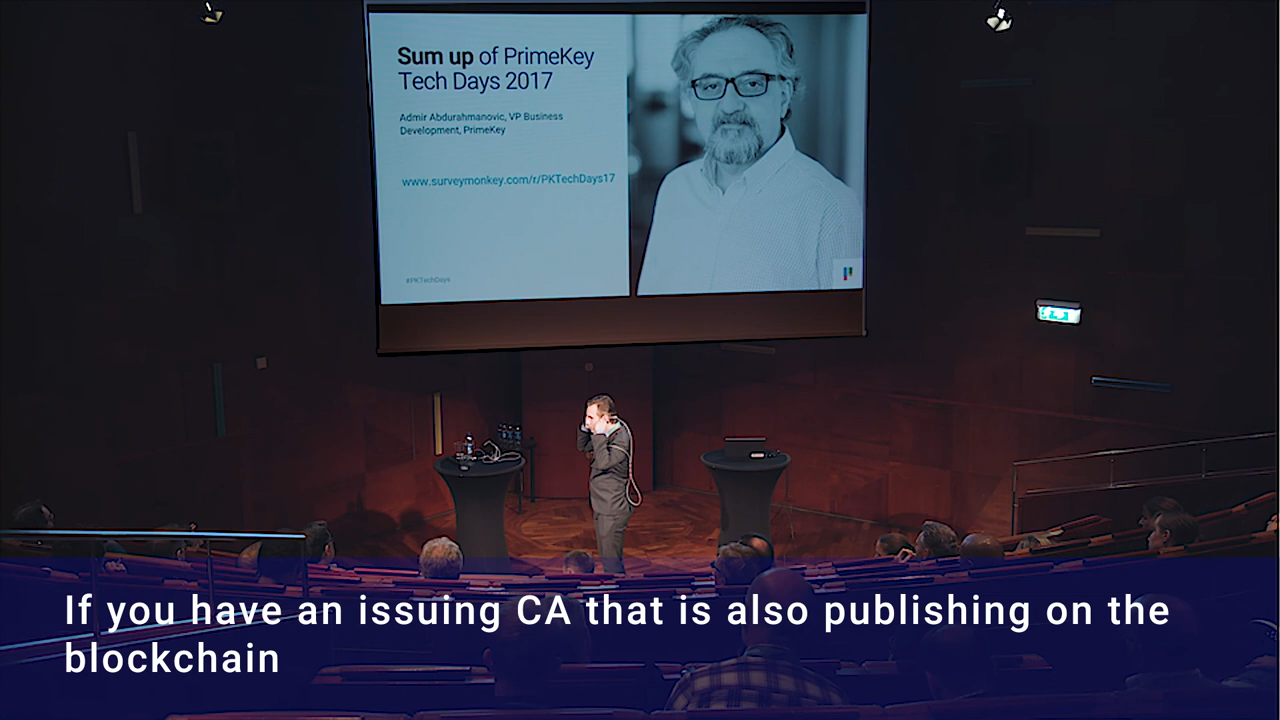 Sum up of PrimeKey
Tech Days 2017
Admir Abdurahmanovic, VP Business
Development, PrimeKey
www.surveymonkey.com/r/PKTechDays17
#PKTechDays
If you have an issuing CA that is also publishing on the
blockchain